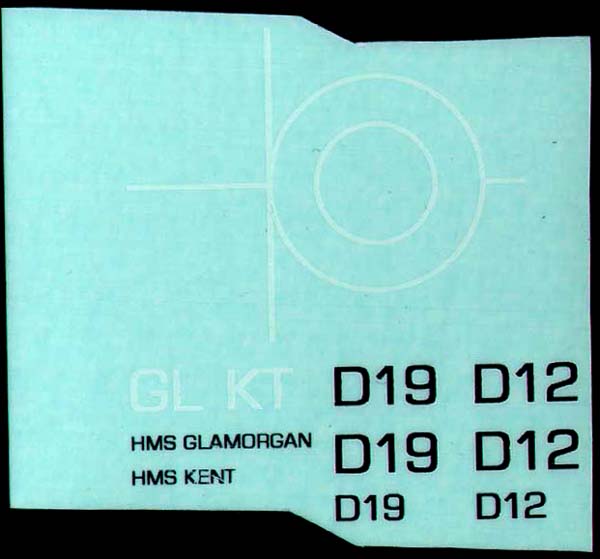 GL KT D19 D12
HMS GLAMORGAN D19 D12
HMS KENT
D19 D12